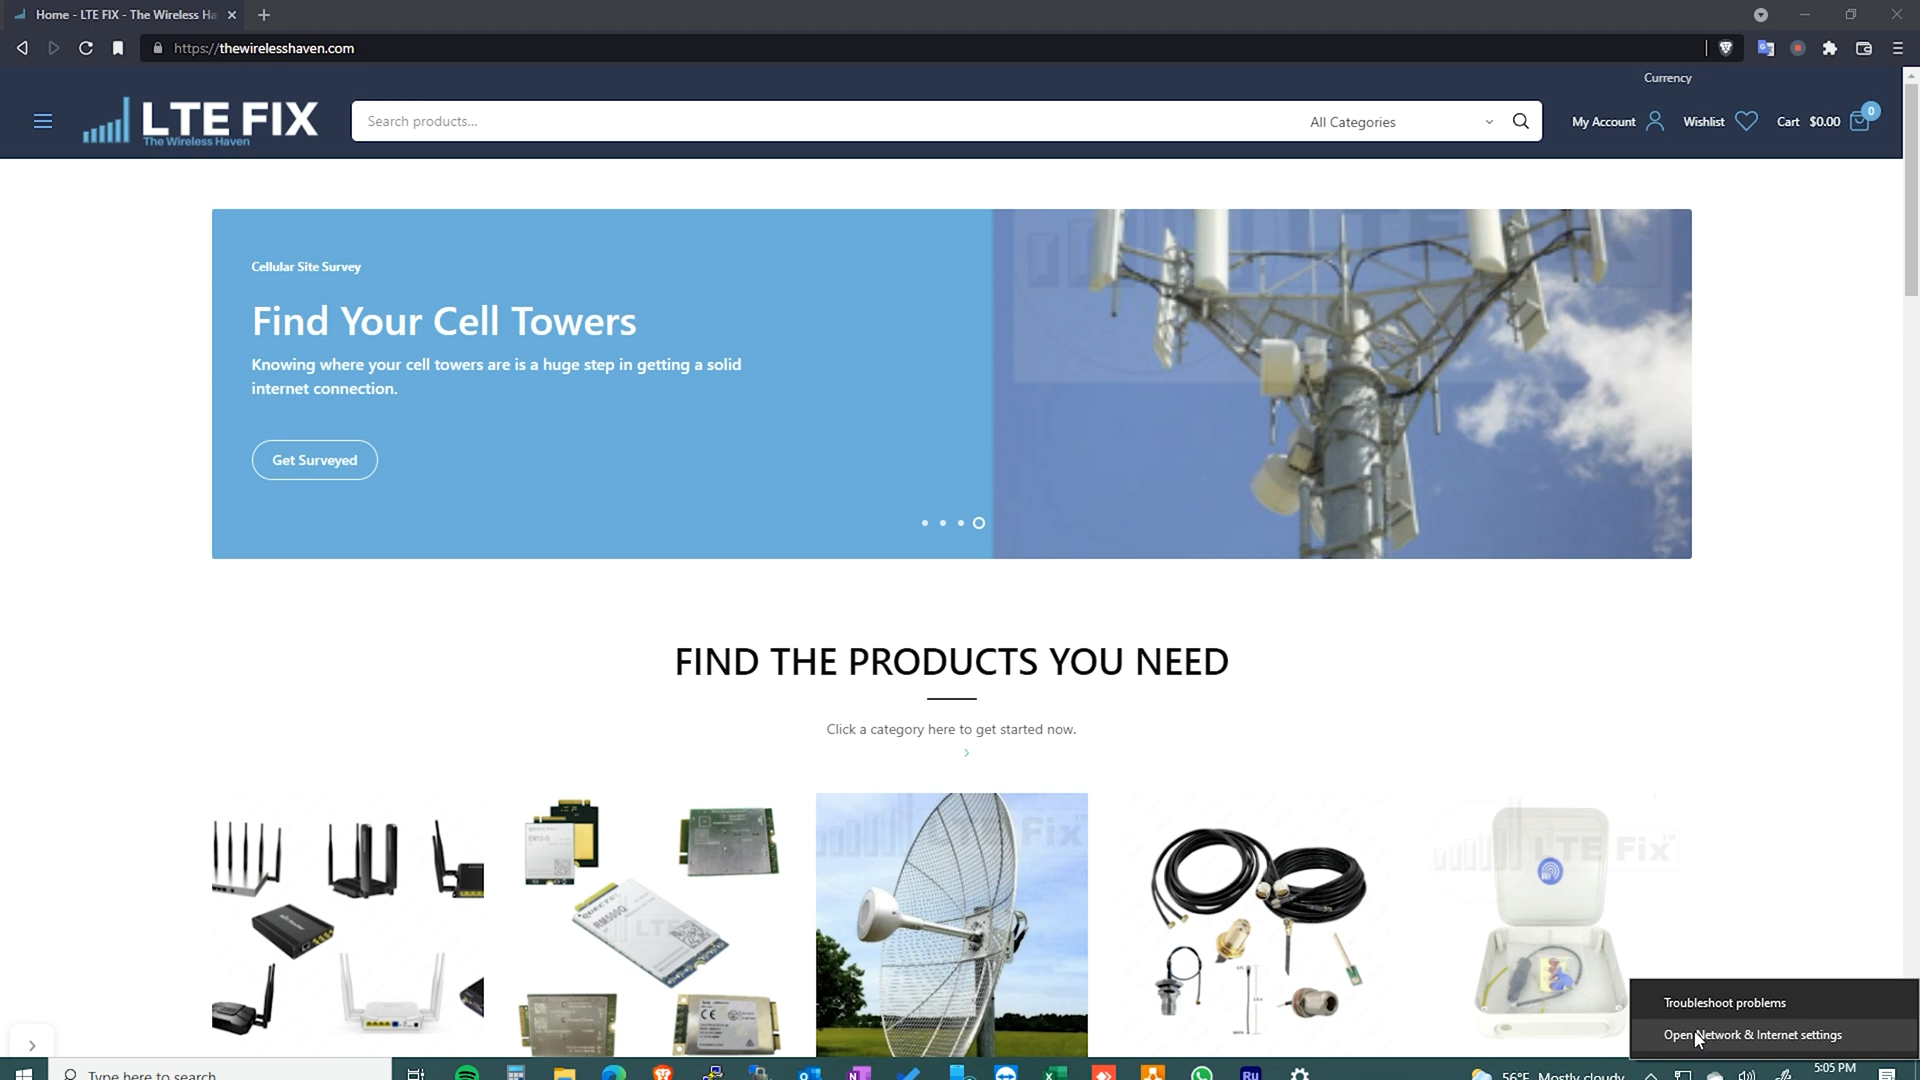 Home - LTE FIX - The Wireless Ha
https://thewirelesshaven.com
Currency
LTE FIX
The Wireless Haven
Search products...
All Categories
My Account
Wishlist
Cart $0.00
0
Cellular Site Survey
Find Your Cell Towers
Knowing where your cell towers are is a huge step in getting a solid
internet connection.
Get Surveyed
FIND THE PRODUCTS YOU NEED
Click a category here to get started now.
LTE Fix
Troubleshoot problems
Open Network & Internet settings
Type here to search
56°F Mostly cloudy
5:05 PM